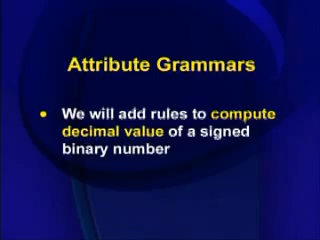 Attribute Grammars
• We will add rules to compute
decimal value of a signed
binary number